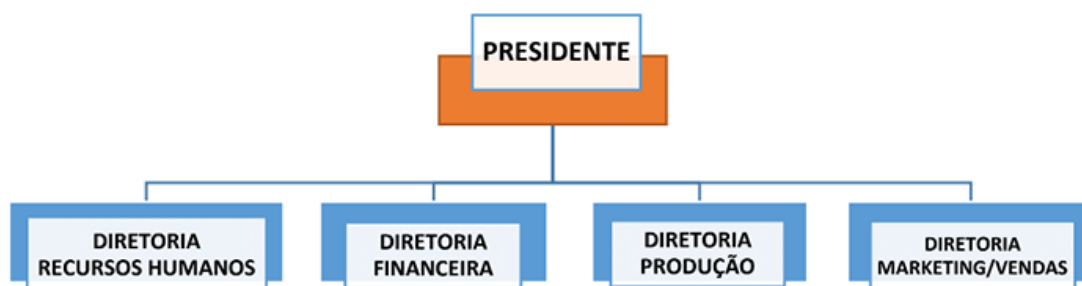 PRESIDENTE
DIRETORIA
RECURSOS HUMANOS
DIRETORIA
FINANCEIRA
DIRETORIA
PRODUÇÃO
DIRETORIA
MARKETING/VENDAS